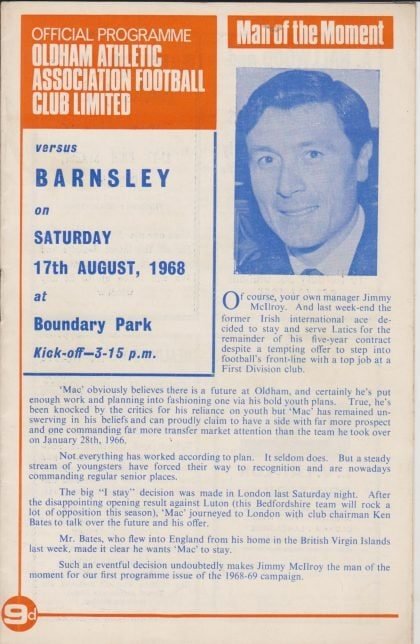 OFFICIAL PROGRAMME
OLDHAM ATHLETIC
ASSOCIATION FOOTBALL
CLUB LIMITED
versus
BARNSLEY
on
SATURDAY
17th AUGUST, 1968
at
Boundary Park
Kick-off—3-15 p.m.
Man of the Moment
Of course, your own manager Jimmy
McIlroy. And last week-end the
former Irish international ace de-
cided to stay and serve Latics for the
remainder of his five-year contract
despite a tempting offer to step into
football's front-line with a top job at a
First Division club.
'Mac' obviously believes there is a future at Oldham, and certainly he's put
enough work and planning into fashioning one via his bold youth plans. True, he's
been knocked by the critics for his reliance on youth but 'Mac' has remained un-
swerving in his beliefs and can proudly claim to have a side with far more prospect
and one commanding far more transfer market attention than the team he took over
on January 28th, 1966.
Not everything has worked according to plan. It seldom does. But a steady
stream of youngsters have forced their way to recognition and are nowadays
commanding regular senior places.
The big "I stay" decision was made in London last Saturday night. After
the disappointing opening result against Luton (this Bedfordshire team will rock a
lot of opposition this season), 'Mac' journeyed to London with club chairman Ken
Bates to talk over the future and his offer.
Mr. Bates, who flew into England from his home in the British Virgin Islands
last week, made it clear he wants 'Mac' to stay.
Such an eventful decision undoubtedly makes Jimmy McIlroy the man of the
moment for our first programme issue of the 1968-69 campaign.
9d